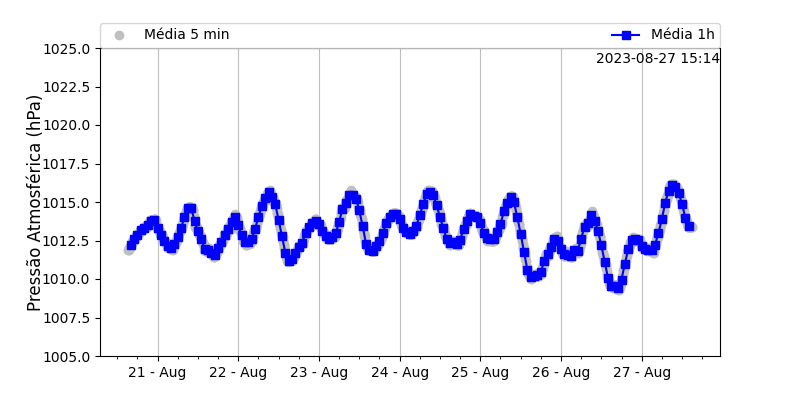 Média 5 min
Média 1h
2023-08-27 15:14
Pressão Atmosférica (hPa)
1025.0
1022.5
1020.0
1017.5
1015.0
1012.5
1010.0
1007.5
1005.0
21 - Aug
22 - Aug
23 - Aug
24 - Aug
25 - Aug
26 - Aug
27 - Aug